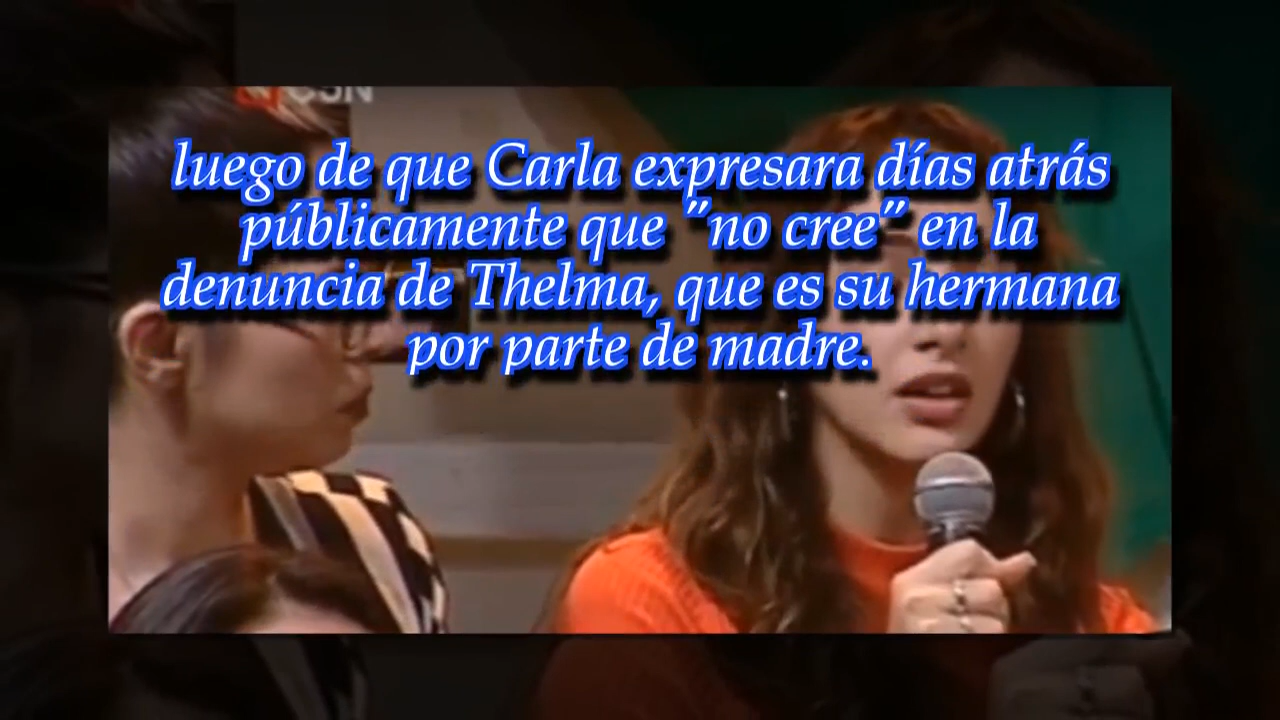 C5N
luego de que Carla expresara días atrás
públicamente que "no cree" en la
denuncia de Thelma, que es su hermana
por parte de madre.